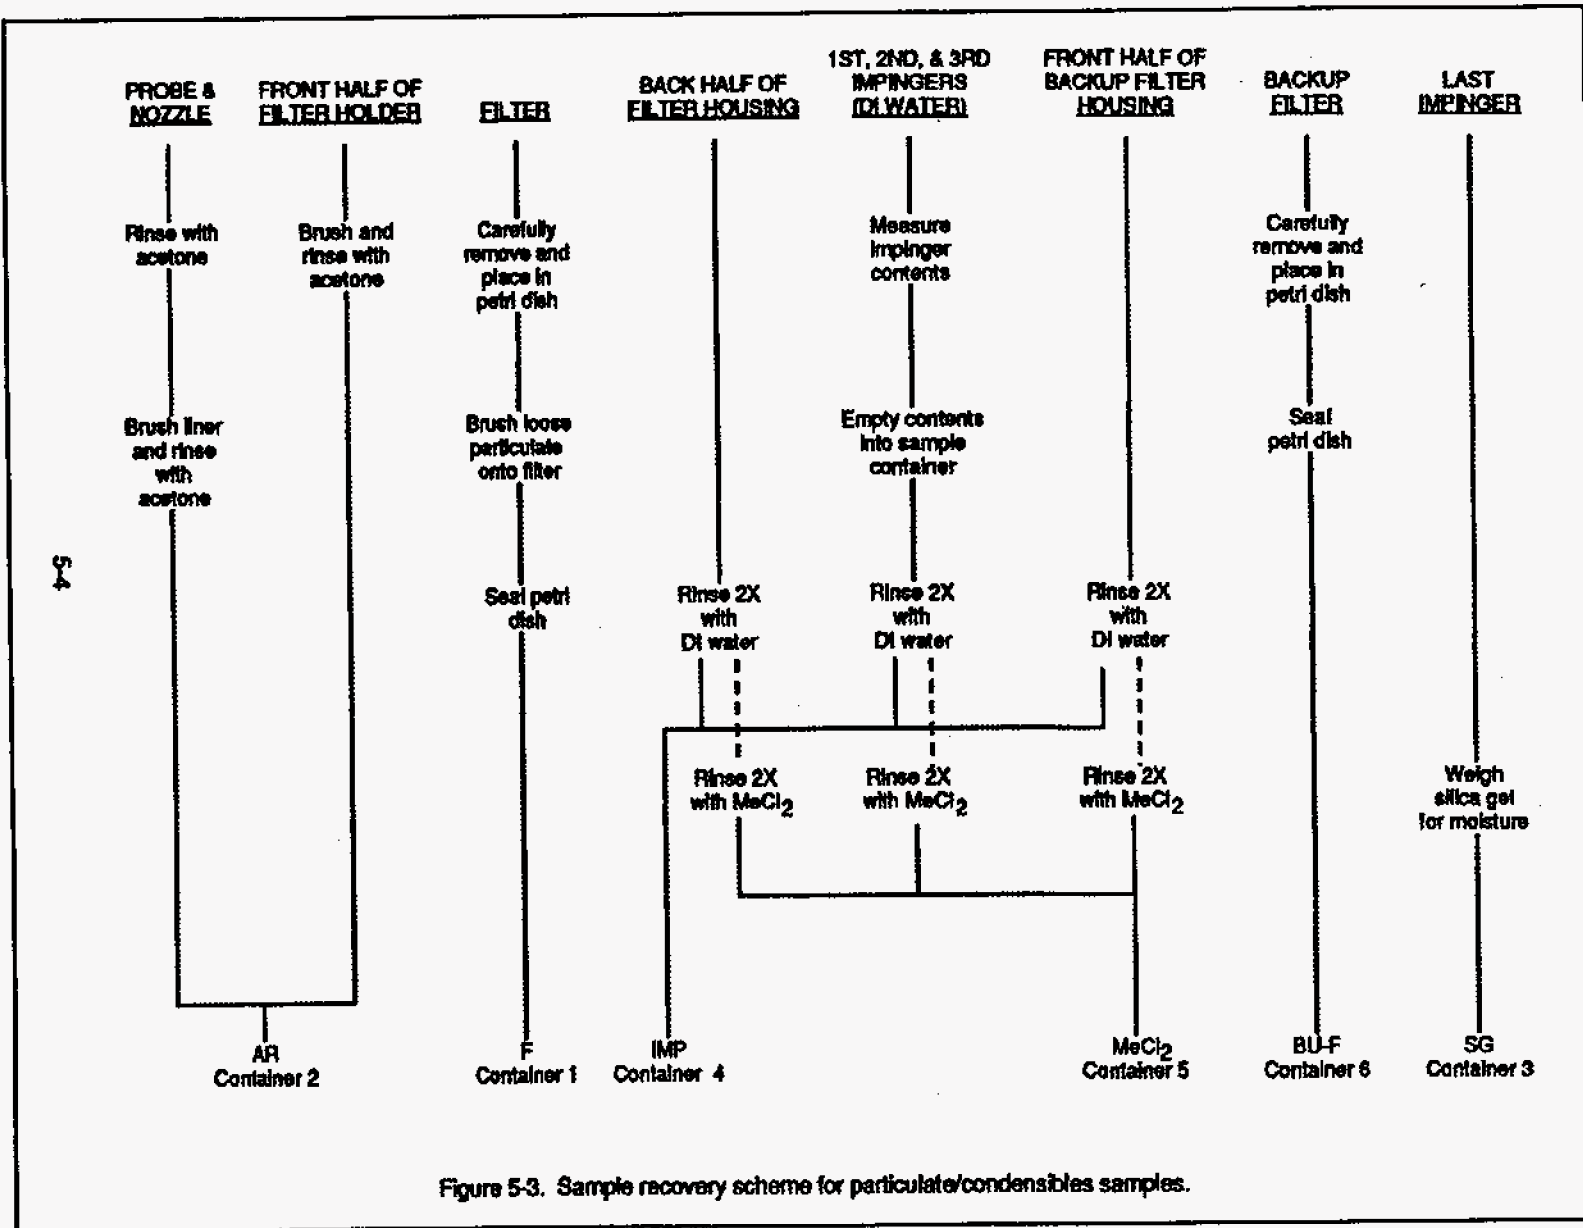 PROBE &
NOZZLE
FRONT HALF OF
FILTER HOLDER
FILTER
BACK HALF OF
FILTER HOUSING
1ST, 2ND, & 3RD
IMPINGERS
(DI WATER)
FRONT HALF OF
BACKUP FILTER
HOUSING
BACKUP
FILTER
LAST
IMPINGER
Rinse with
acetone
Brush liner
and rinse
with
acetone
Brush and
rinse with
acetone
Carefully
remove and
place in
petri dish
Brush loose
particulate
onto filter
Seal petri
dish
Rinse 2X
with
DI water
Rinse 2X
with MeCl2
Measure
impinger
contents
Empty contents
into sample
container
Rinse 2X
with
DI water
Rinse 2X
with MeCl2
Rinse 2X
with
DI water
Rinse 2X
with MeCl2
Carefully
remove and
place in
petri dish
Seal
petri dish
Weigh
silica gel
for moisture
5-4
AR
Container 2
F
Container 1
IMP
Container 4
MeCl2
Container 5
BU-F
Container 6
SG
Container 3
Figure 5-3. Sample recovery scheme for particulate/condensibles samples.